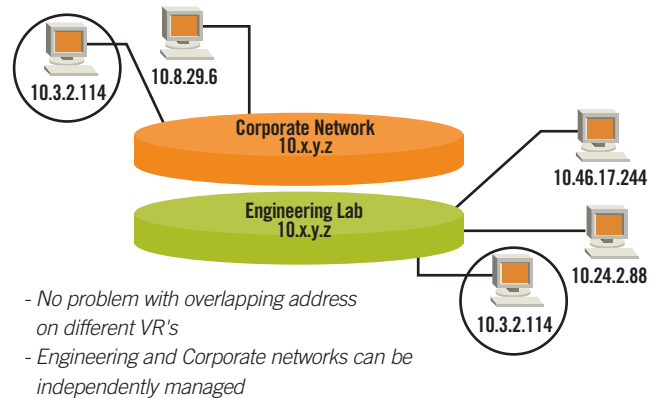 10.3.2.114
10.8.29.6
Corporate Network
10.x.y.z
10.46.17.244
Engineering Lab
10.x.y.z
10.24.2.88
10.3.2.114
- No problem with overlapping address
on different VR's
- Engineering and Corporate networks can be
independently managed